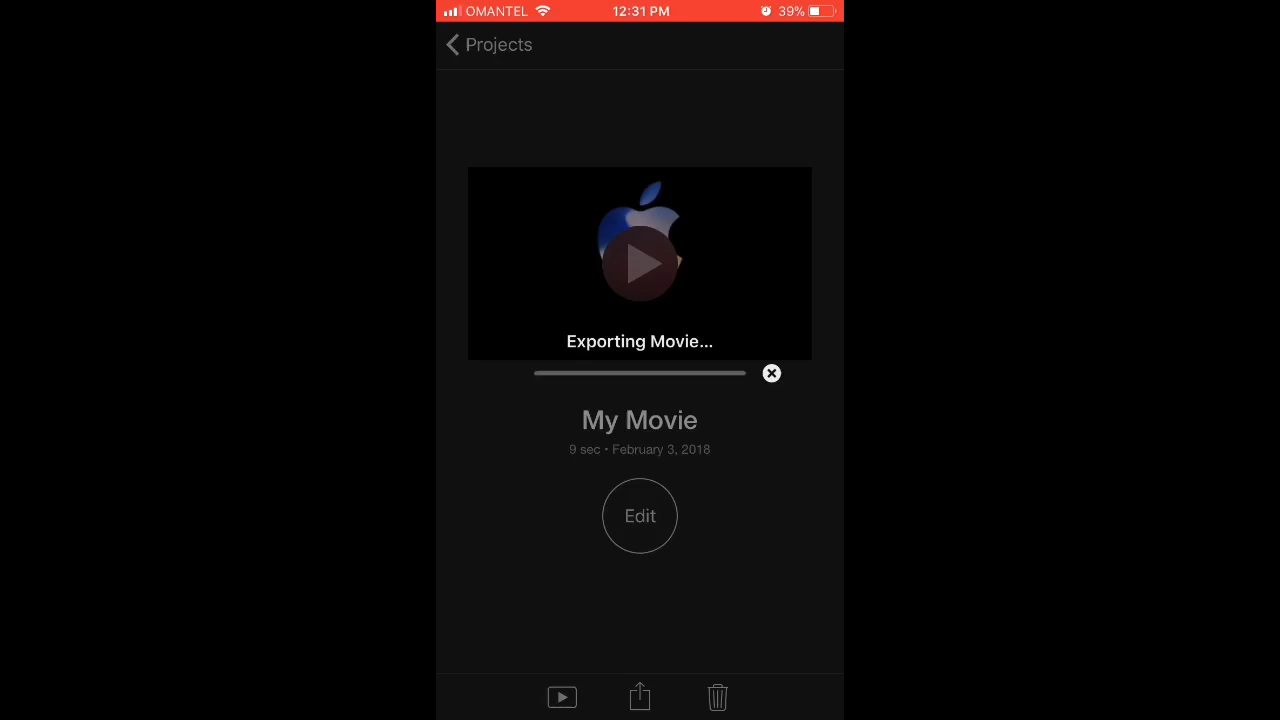 OMANTEL 12:31 PM 39%
Projects
Exporting Movie...
My Movie
9 sec • February 3, 2018
Edit